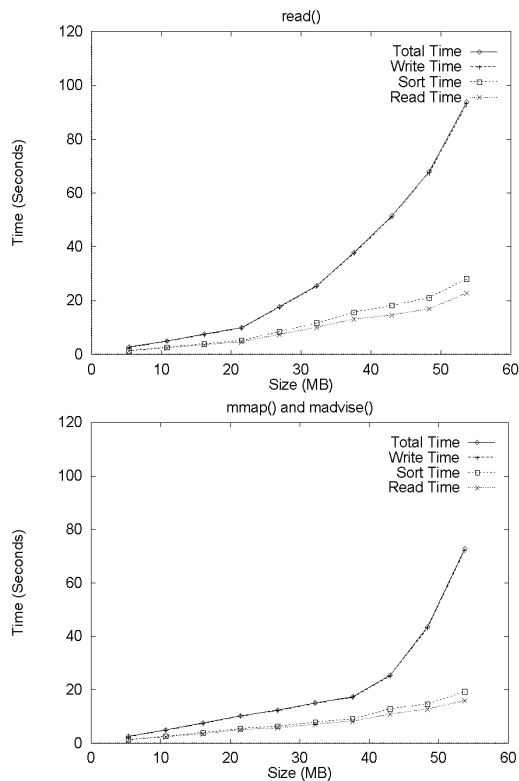 read()
120
100
80
60
40
20
0
Time (Seconds)
Total Time
Write Time
Sort Time
Read Time
0 10 20 30 40 50 60
Size (MB)
mmap() and madvise()
120
100
80
60
40
20
0
Time (Seconds)
Total Time
Write Time
Sort Time
Read Time
0 10 20 30 40 50 60
Size (MB)